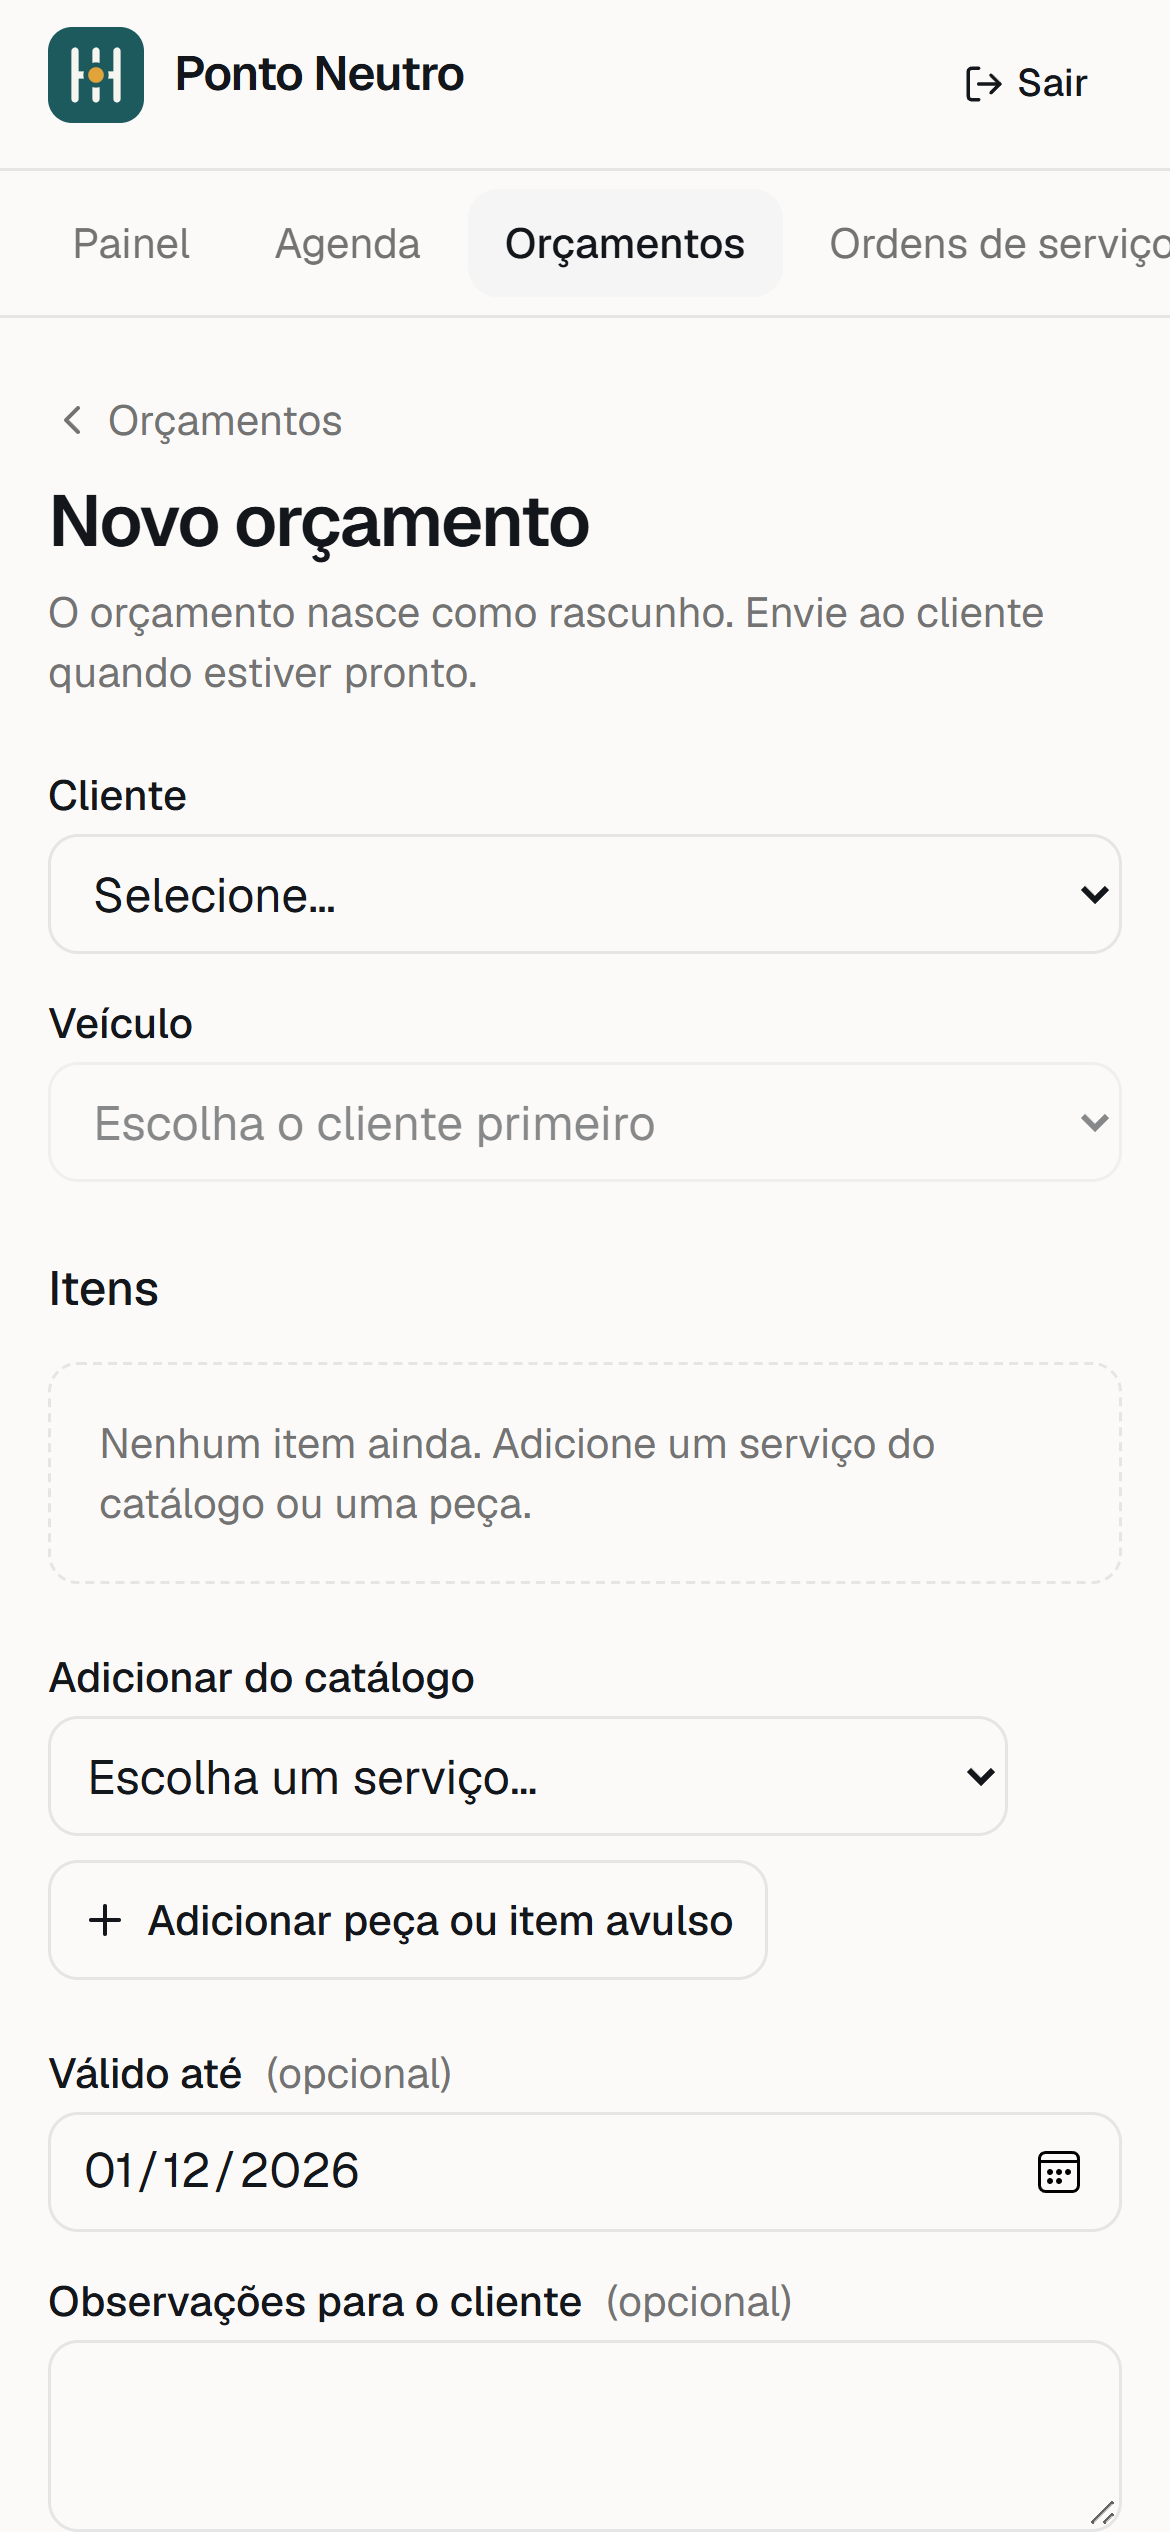 Ponto Neutro
Sair
Painel
Agenda
Orçamentos
Ordens de serviço
Orçamentos
Novo orçamento
O orçamento nasce como rascunho. Envie ao cliente
quando estiver pronto.
Cliente
Selecione...
Veículo
Escolha o cliente primeiro
Itens
Nenhum item ainda. Adicione um serviço do
catálogo ou uma peça.
Adicionar do catálogo
Escolha um serviço...
Adicionar peça ou item avulso
Válido até (opcional)
01/12/2026
Observações para o cliente (opcional)